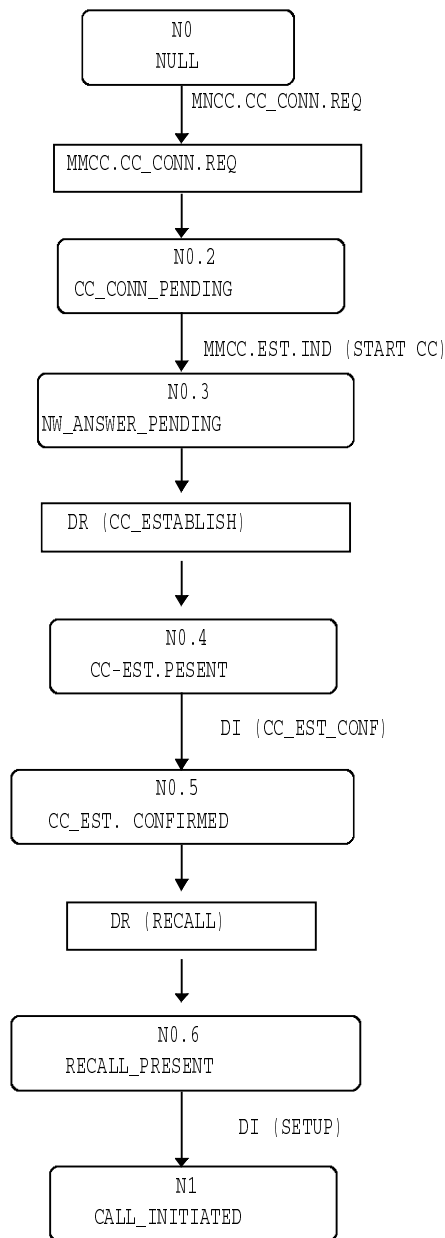 N0
NULL
MNCC.CC_CONN.REQ
MMCC.CC_CONN.REQ
N0.2
CC_CONN_PENDING
MMCC.EST.IND (START CC)
N0.3
NW_ANSWER_PENDING
DR (CC_ESTABLISH)
N0.4
CC-EST.PESENT
DI (CC_EST_CONF)
N0.5
CC_EST. CONFIRMED
DR (RECALL)
N0.6
RECALL_PRESENT
DI (SETUP)
N1
CALL_INITIATED